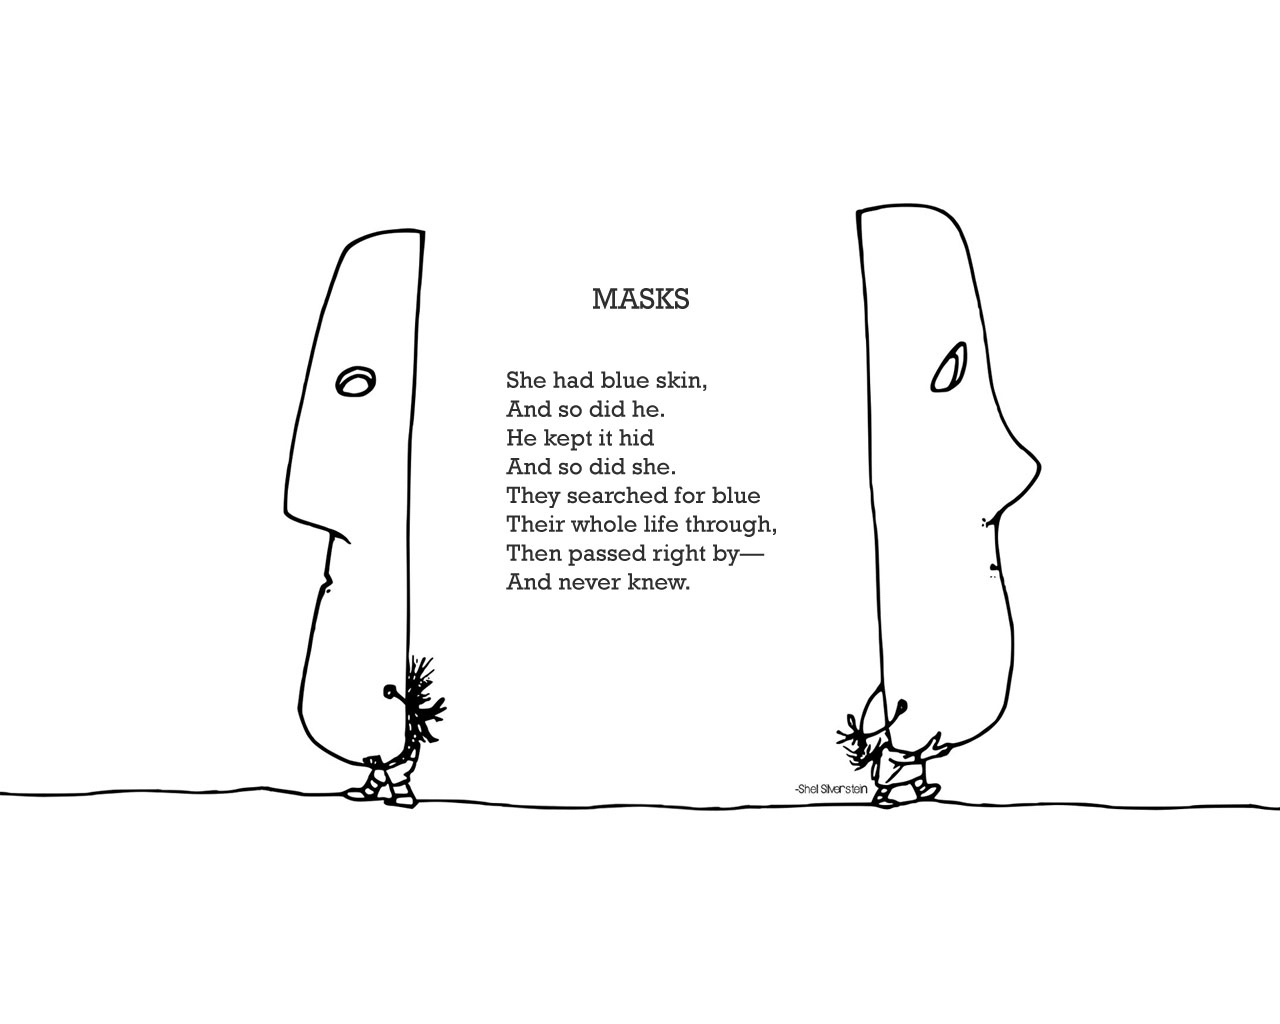 MASKS
She had blue skin,
And so did he.
He kept it hid
And so did she.
They searched for blue
Their whole life through,
Then passed right by—
And never knew.
-Shel Silverstein